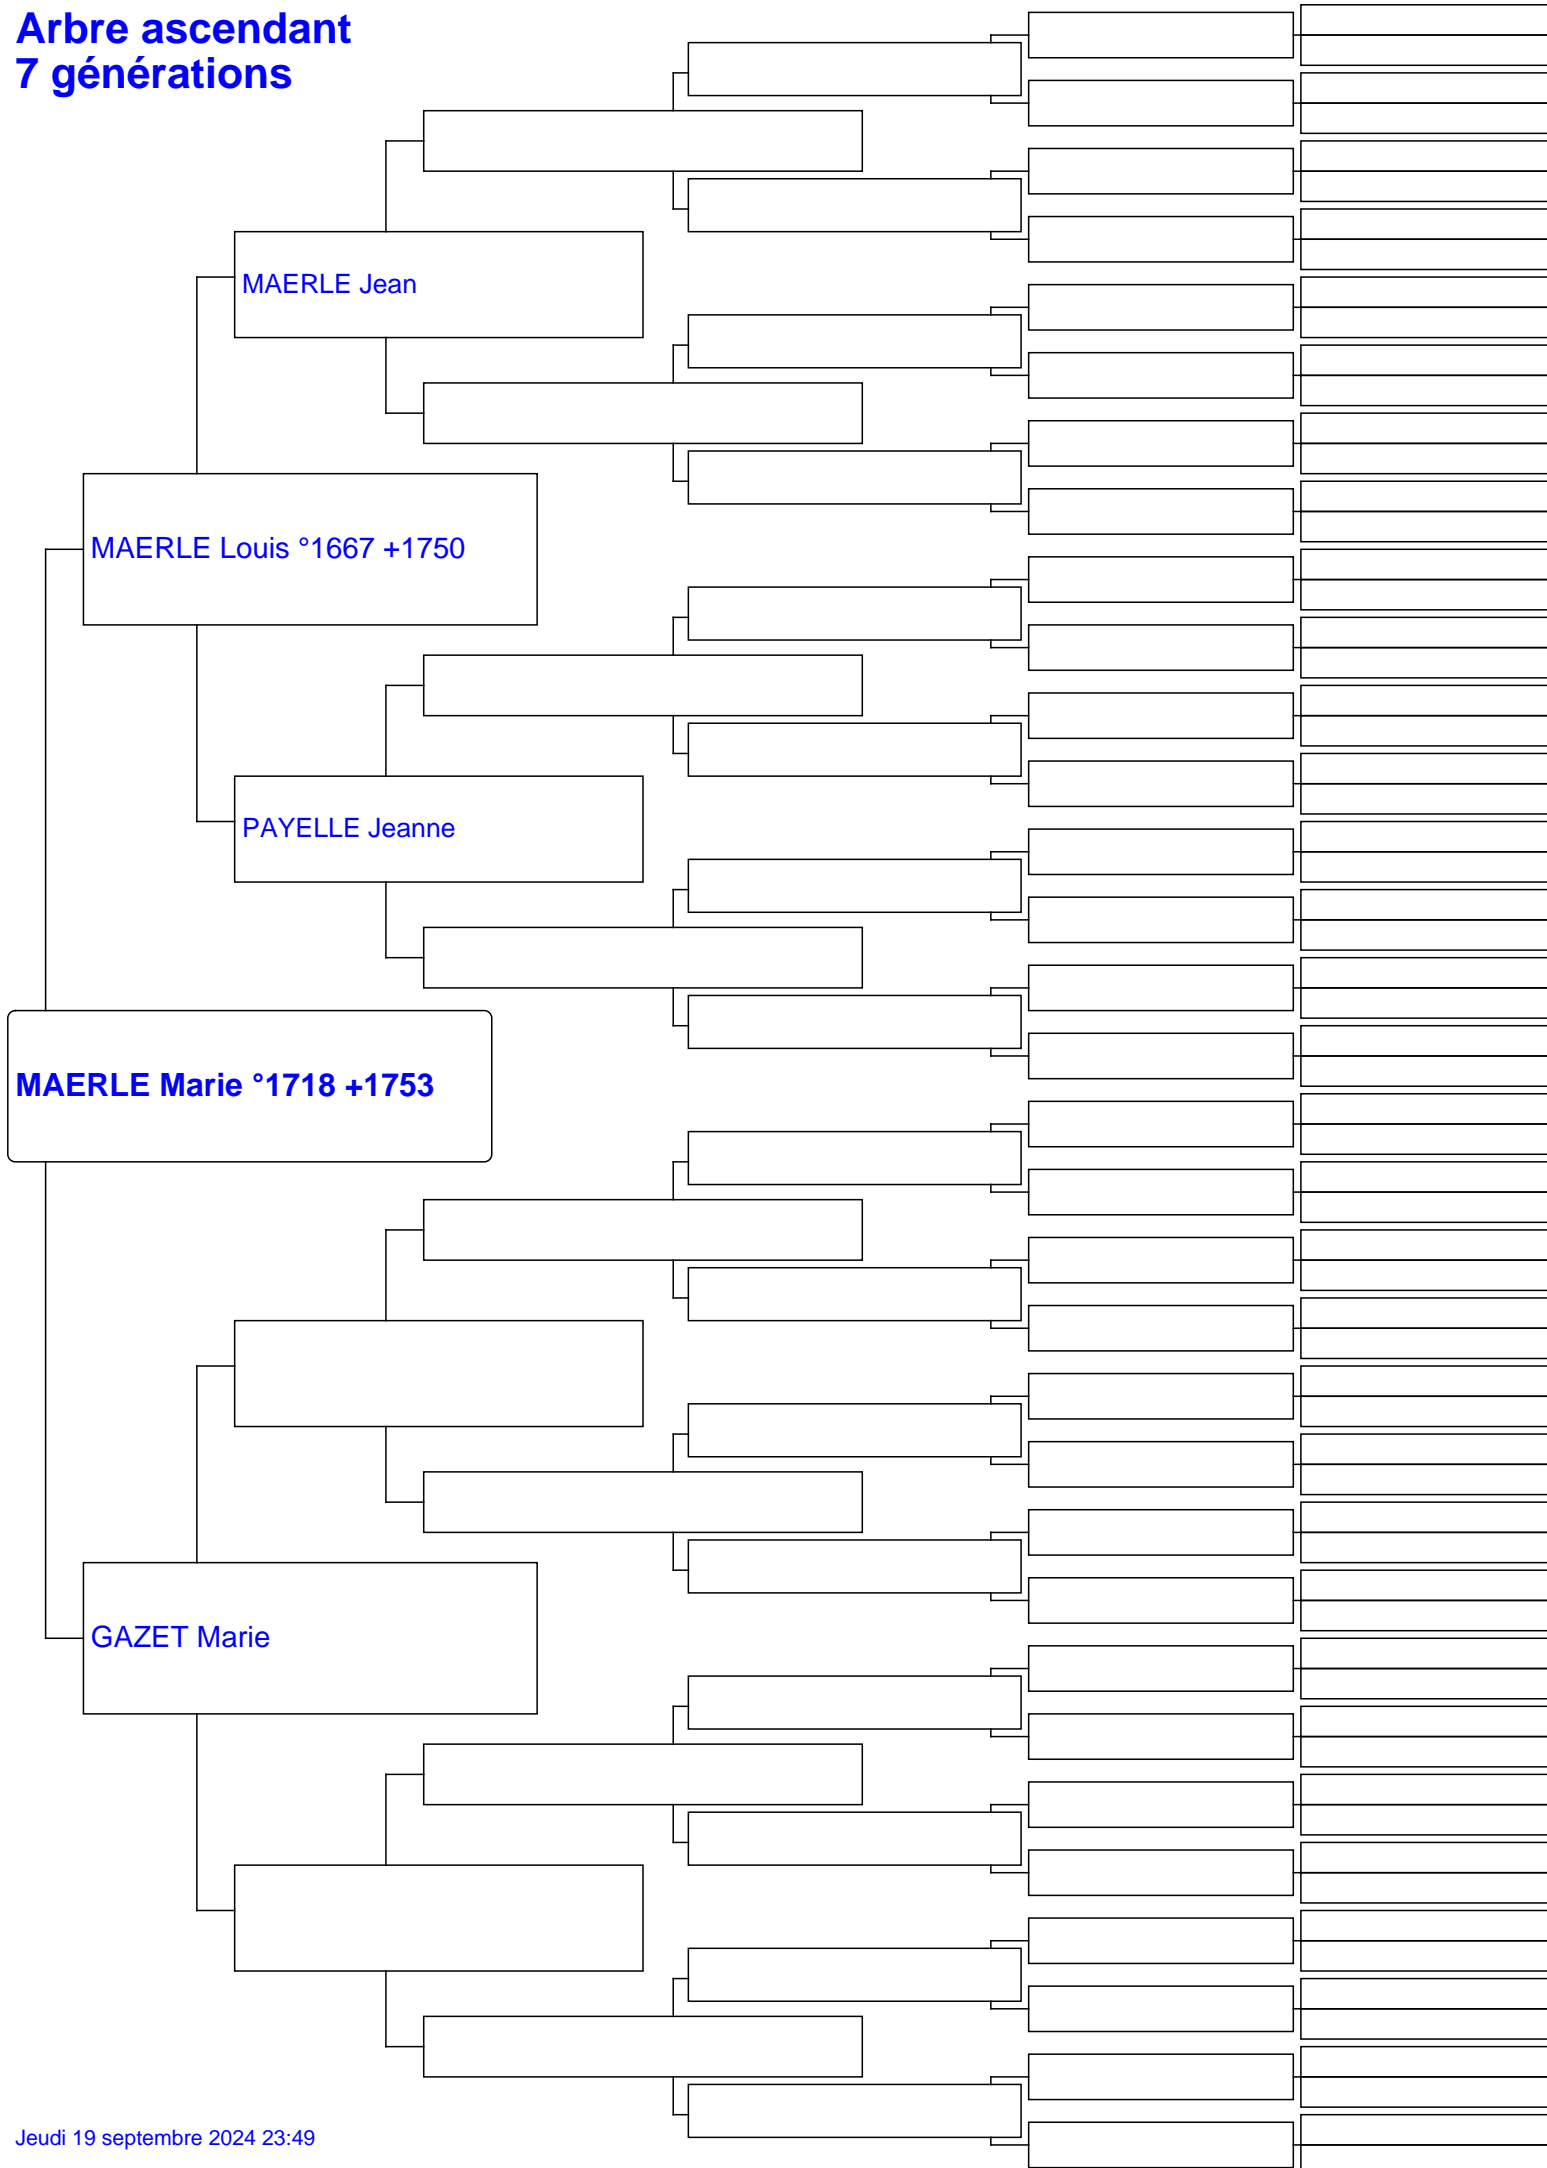 Arbre ascendant
7 générations
MAERLE Jean
MAERLE Louis °1667 +1750
PAYELLE Jeanne
MAERLE Marie °1718 +1753
GAZET Marie
Jeudi 19 septembre 2024 23:49